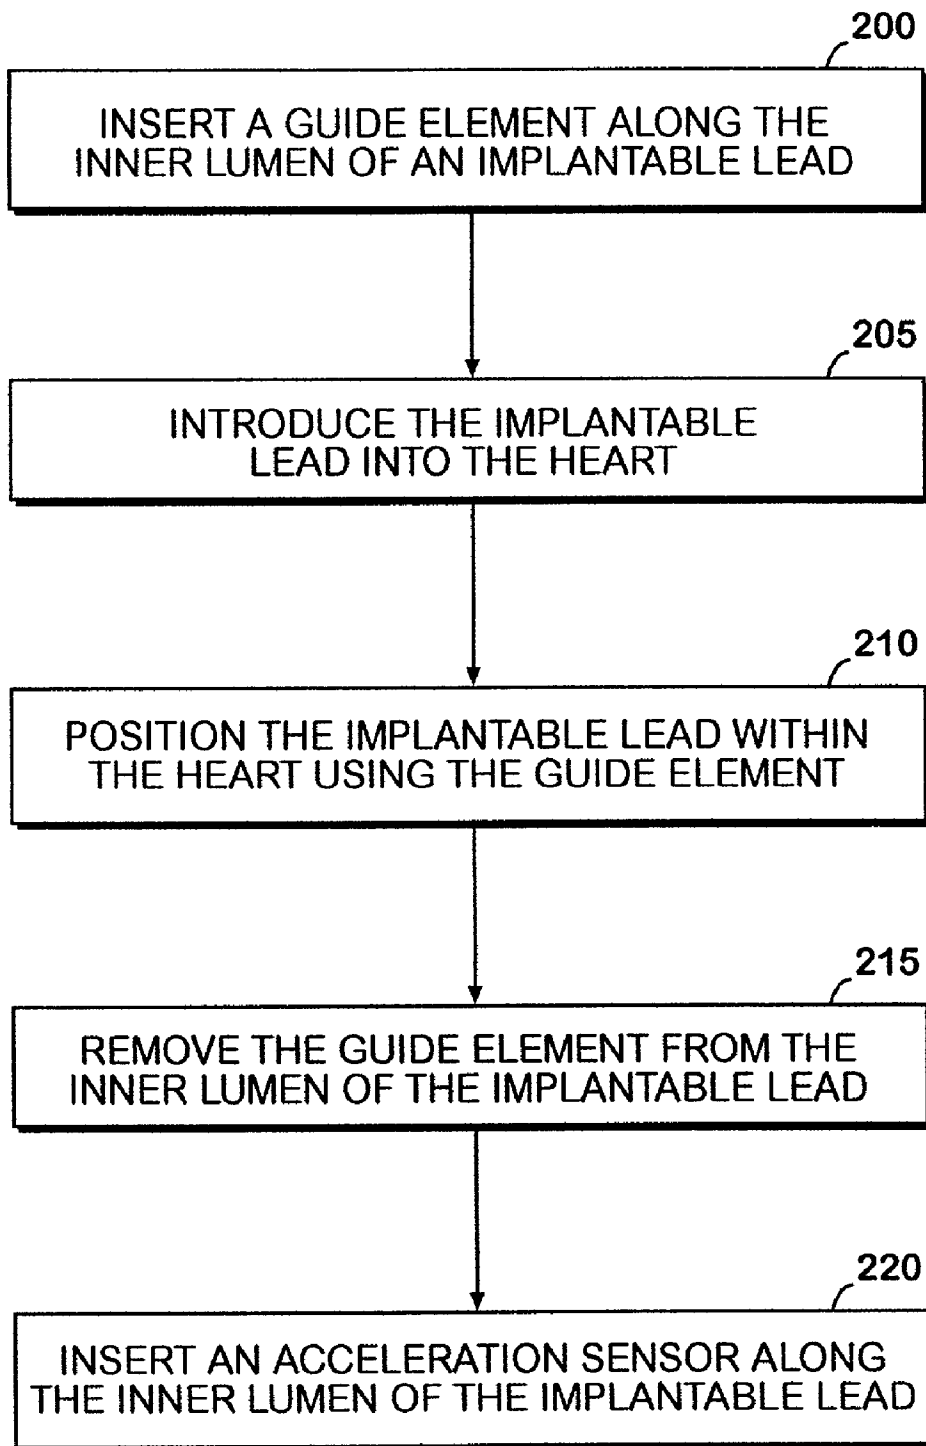 200
INSERT A GUIDE ELEMENT ALONG THE
INNER LUMEN OF AN IMPLANTABLE LEAD
205
INTRODUCE THE IMPLANTABLE
LEAD INTO THE HEART
210
POSITION THE IMPLANTABLE LEAD WITHIN
THE HEART USING THE GUIDE ELEMENT
215
REMOVE THE GUIDE ELEMENT FROM THE
INNER LUMEN OF THE IMPLANTABLE LEAD
220
INSERT AN ACCELERATION SENSOR ALONG
THE INNER LUMEN OF THE IMPLANTABLE LEAD